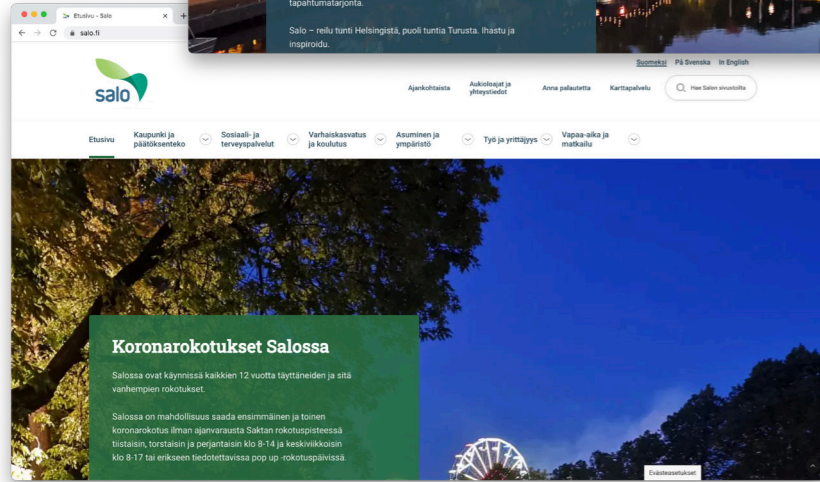 tapahtumatarjonta.
Salo – reilu tunti Helsingistä, puoli tuntia Turusta. Ihastu ja
inspiroidu.
Etusivu - Salo
salo.fi
Suomeksi På Svenska In English
salo
Ajankohtaista
Aukioloajat ja
yhteystiedot
Anna palautetta
Karttapalvelu
Hae Salon sivustoilta
Etusivu
Kaupunki ja
päätöksenteko
Sosiaali- ja
terveyspalvelut
Varhaiskasvatus
ja koulutus
Asuminen ja
ympäristö
Työ ja yrittäjyys
Vapaa-aika ja
matkailu
Koronarokotukset Salossa
Salossa ovat käynnissä kaikkien 12 vuotta täyttäneiden ja sitä
vanhempien rokotukset.
Salossa on mahdollisuus saada ensimmäinen ja toinen
koronarokotus ilman ajanvarausta Saktan rokotuspisteessä
tiistaisin, torstaisin ja perjantaisin klo 8-14 ja keskiviikkoisin
klo 8-17 tai erikseen tiedotettavissa pop up -rokotuspäivissä.
Evästeasetukset